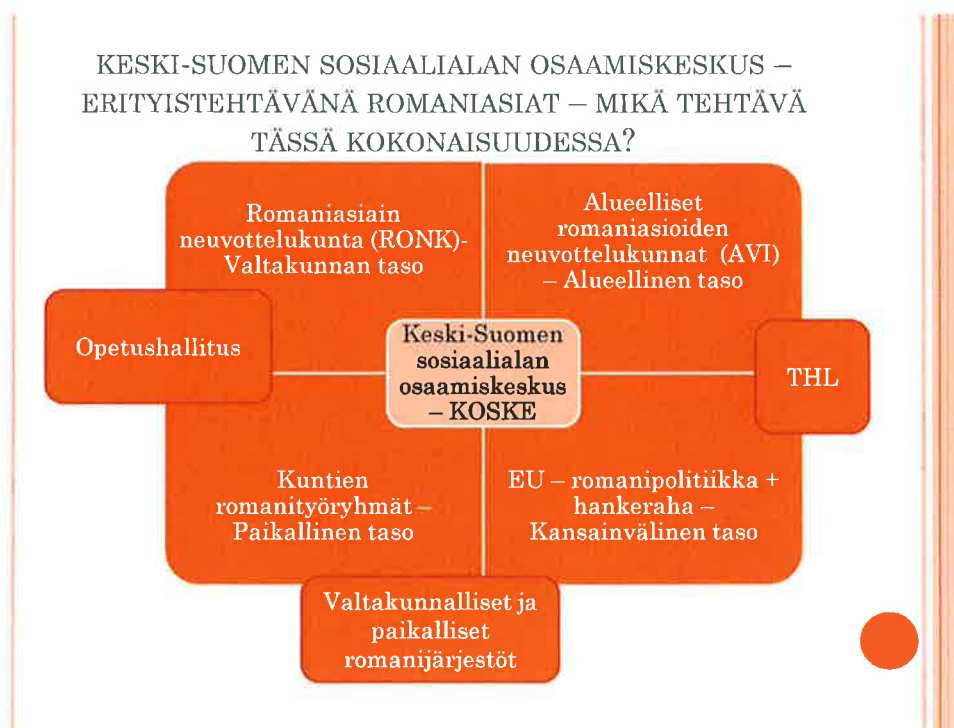 KESKI-SUOMEN SOSIAALIALAN OSAAMISKESKUS –
ERITYISTEHTÄVÄNÄ ROMANIASIAT – MIKÄ TEHTÄVÄ
TÄSSÄ KOKONAISUUDESSA?
Romaniasiain
neuvottelukunta (RONK)-
Valtakunnan taso
Alueelliset
romaniasioiden
neuvottelukunnat (AVI)
– Alueellinen taso
Opetushallitus
Keski-Suomen
sosiaalialan
osaamiskeskus
– KOSKE
THL
Kuntien
romanityöryhmät –
Paikallinen taso
EU – romanipolitiikka +
hankeraha –
Kansainvälinen taso
Valtakunnalliset ja
paikalliset
romanijärjestöt